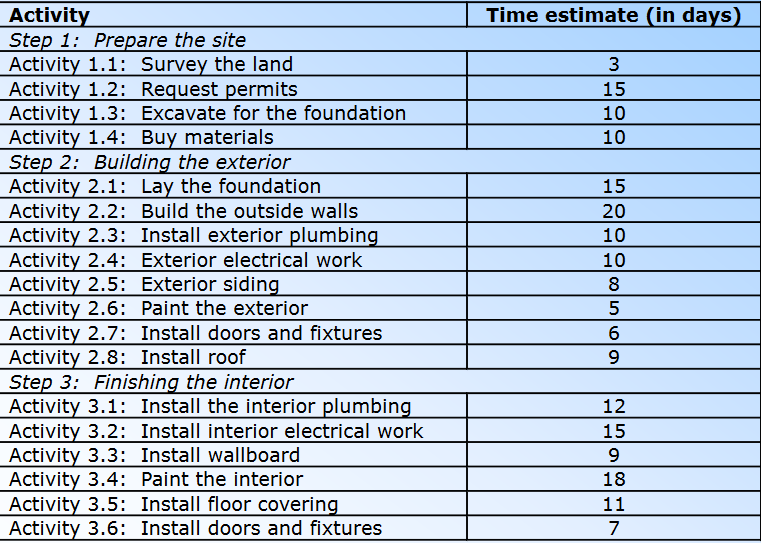 Activity Time estimate (in days)
Step 1: Prepare the site
Activity 1.1: Survey the land 3
Activity 1.2: Request permits 15
Activity 1.3: Excavate for the foundation 10
Activity 1.4: Buy materials 10
Step 2: Building the exterior
Activity 2.1: Lay the foundation 15
Activity 2.2: Build the outside walls 20
Activity 2.3: Install exterior plumbing 10
Activity 2.4: Exterior electrical work 10
Activity 2.5: Exterior siding 8
Activity 2.6: Paint the exterior 5
Activity 2.7: Install doors and fixtures 6
Activity 2.8: Install roof 9
Step 3: Finishing the interior
Activity 3.1: Install the interior plumbing 12
Activity 3.2: Install interior electrical work 15
Activity 3.3: Install wallboard 9
Activity 3.4: Paint the interior 18
Activity 3.5: Install floor covering 11
Activity 3.6: Install doors and fixtures 7